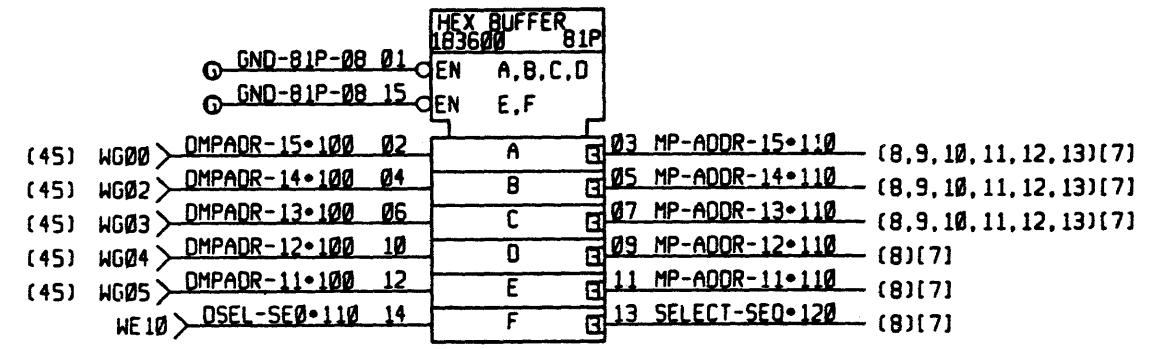 HEX BUFFER
183600 81P
G GND-81P-08 01 EN A,B,C,D
G GND-81P-08 15 EN E,F
(45) WG00 DMPADR-15•100 02 A 03 MP-ADDR-15•110 (8,9,10,11,12,13)[7]
(45) WG02 DMPADR-14•100 04 B 05 MP-ADDR-14•110 (8,9,10,11,12,13)[7]
(45) WG03 DMPADR-13•100 06 C 07 MP-ADDR-13•110 (8,9,10,11,12,13)[7]
(45) WG04 DMPADR-12•100 10 D 09 MP-ADDR-12•110 (8)[7]
(45) WG05 DMPADR-11•100 12 E 11 MP-ADDR-11•110 (8)[7]
WE10 DSEL-SE0•110 14 F 13 SELECT-SEQ•120 (8)[7]